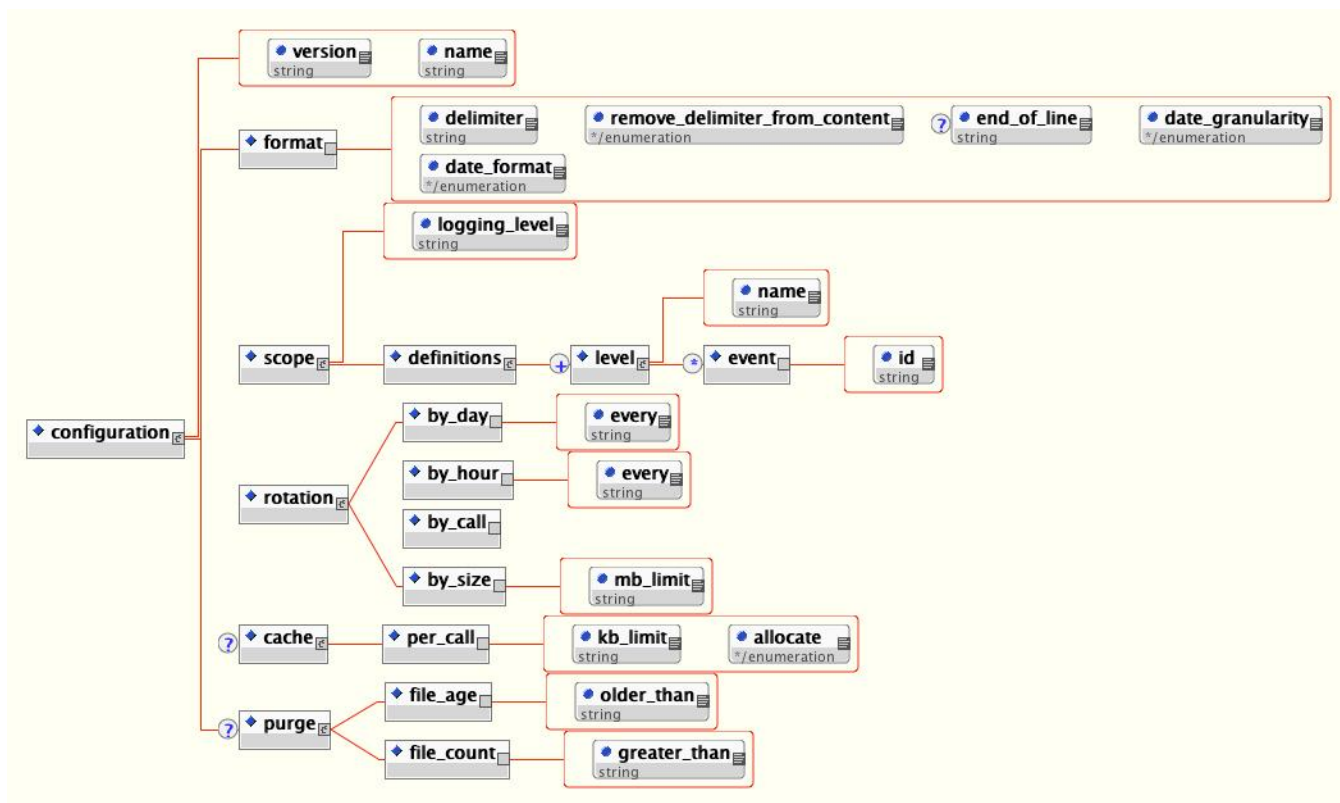 version name
string string
format
delimiter remove_delimiter_from_content ? end_of_line date_granularity
string */enumeration string */enumeration
date_format
*/enumeration
logging_level
string
name
string
scope definitions + level * event id
string
configuration
by_day every
string
by_hour every
string
rotation
by_call
by_size mb_limit
string
? cache per_call kb_limit allocate
string */enumeration
file_age older_than
string
? purge
file_count greater_than
string